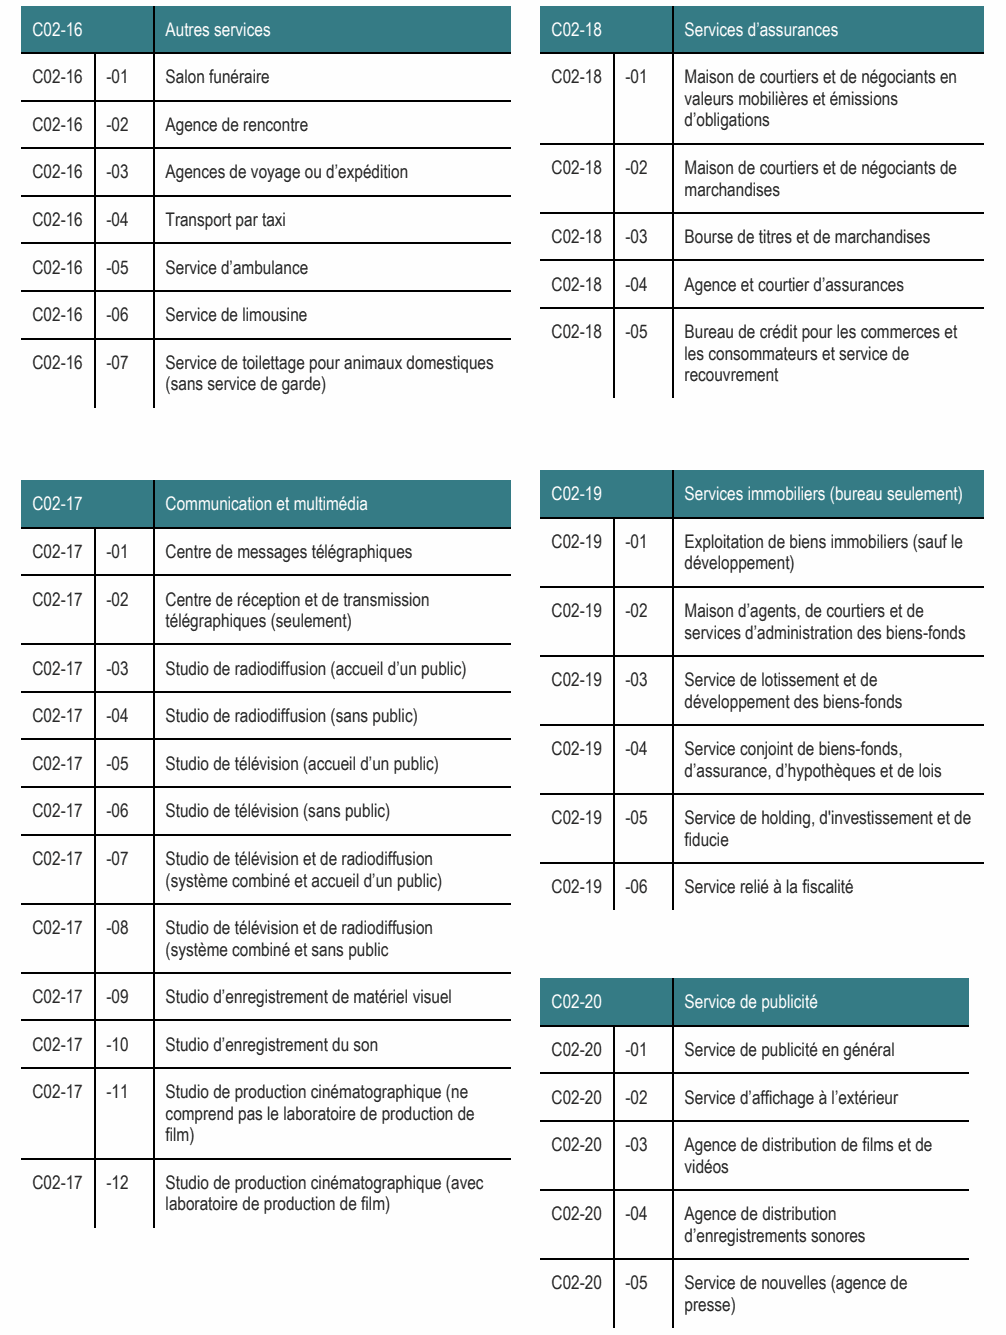 C02-16 Autres services
C02-16 -01 Salon funéraire
C02-16 -02 Agence de rencontre
C02-16 -03 Agences de voyage ou d’expédition
C02-16 -04 Transport par taxi
C02-16 -05 Service d’ambulance
C02-16 -06 Service de limousine
C02-16 -07 Service de toilettage pour animaux domestiques
(sans service de garde)
C02-17 Communication et multimédia
C02-17 -01 Centre de messages télégraphiques
C02-17 -02 Centre de réception et de transmission
télégraphiques (seulement)
C02-17 -03 Studio de radiodiffusion (accueil d’un public)
C02-17 -04 Studio de radiodiffusion (sans public)
C02-17 -05 Studio de télévision (accueil d’un public)
C02-17 -06 Studio de télévision (sans public)
C02-17 -07 Studio de télévision et de radiodiffusion
(système combiné et accueil d’un public)
C02-17 -08 Studio de télévision et de radiodiffusion
(système combiné et sans public
C02-17 -09 Studio d’enregistrement de matériel visuel
C02-17 -10 Studio d’enregistrement du son
C02-17 -11 Studio de production cinématographique (ne
comprend pas le laboratoire de production de
film)
C02-17 -12 Studio de production cinématographique (avec
laboratoire de production de film)
C02-18 Services d’assurances
C02-18 -01 Maison de courtiers et de négociants en
valeurs mobilières et émissions
d’obligations
C02-18 -02 Maison de courtiers et de négociants de
marchandises
C02-18 -03 Bourse de titres et de marchandises
C02-18 -04 Agence et courtier d’assurances
C02-18 -05 Bureau de crédit pour les commerces et
les consommateurs et service de
recouvrement
C02-19 Services immobiliers (bureau seulement)
C02-19 -01 Exploitation de biens immobiliers (sauf le
développement)
C02-19 -02 Maison d’agents, de courtiers et de
services d’administration des biens-fonds
C02-19 -03 Service de lotissement et de
développement des biens-fonds
C02-19 -04 Service conjoint de biens-fonds,
d’assurance, d’hypothèques et de lois
C02-19 -05 Service de holding, d'investissement et de
fiducie
C02-19 -06 Service relié à la fiscalité
C02-20 Service de publicité
C02-20 -01 Service de publicité en général
C02-20 -02 Service d’affichage à l’extérieur
C02-20 -03 Agence de distribution de films et de
vidéos
C02-20 -04 Agence de distribution
d’enregistrements sonores
C02-20 -05 Service de nouvelles (agence de
presse)